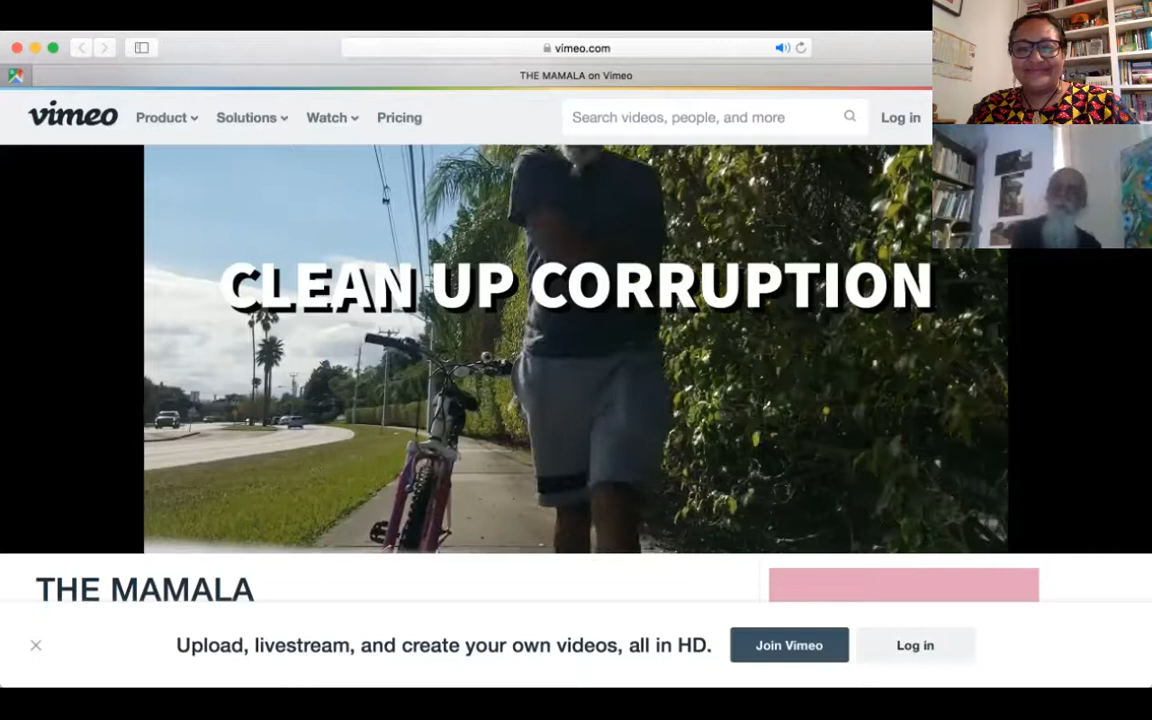 vimeo.com
THE MAMALA on Vimeo
vimeo Product Solutions Watch Pricing Search videos, people, and more Log in
CLEAN UP CORRUPTION
THE MAMALA
Upload, livestream, and create your own videos, all in HD. Join Vimeo Log in